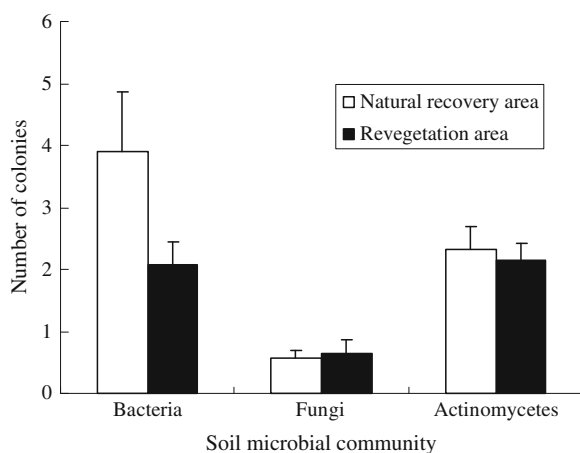 6
5
4
3
2
1
0
Number of colonies
Natural recovery area
Revegetation area
Bacteria Fungi Actinomycetes
Soil microbial community